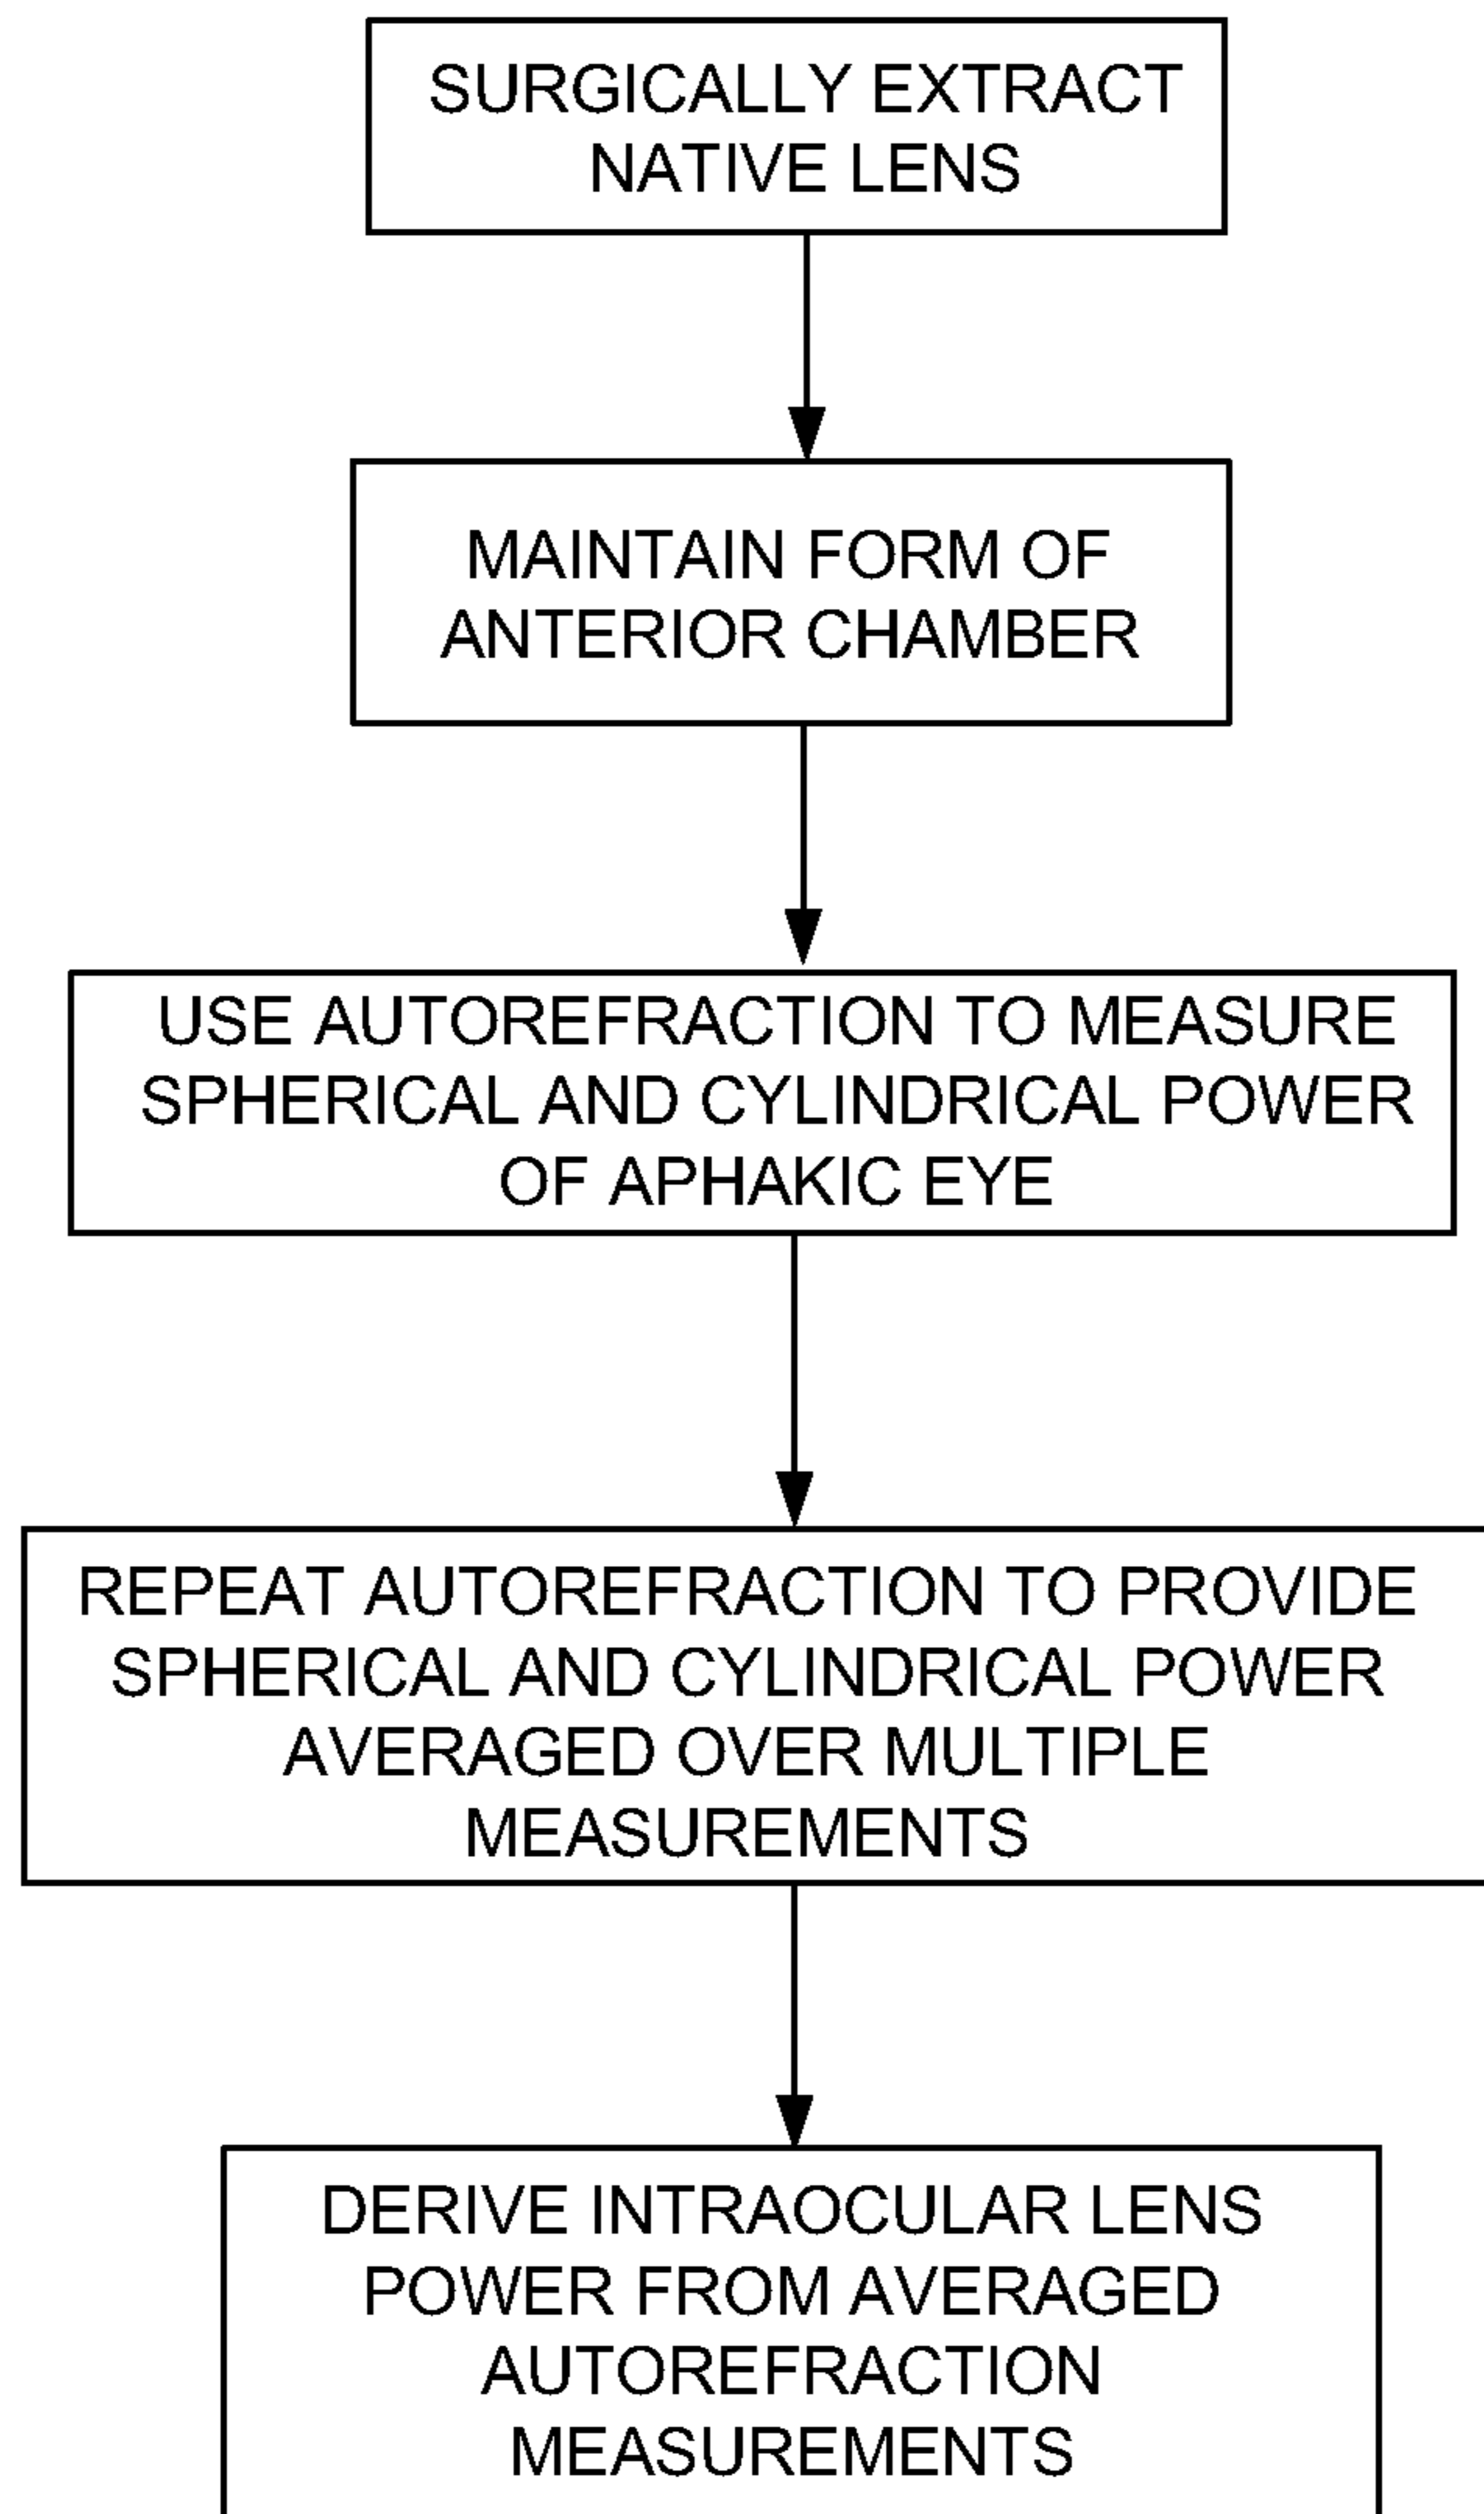 SURGICALLY EXTRACT
NATIVE LENS
MAINTAIN FORM OF
ANTERIOR CHAMBER
USE AUTOREFRACTION TO MEASURE
SPHERICAL AND CYLINDRICAL POWER
OF APHAKIC EYE
REPEAT AUTOREFRACTION TO PROVIDE
SPHERICAL AND CYLINDRICAL POWER
AVERAGED OVER MULTIPLE
MEASUREMENTS
DERIVE INTRAOCULAR LENS
POWER FROM AVERAGED
AUTOREFRACTION
MEASUREMENTS